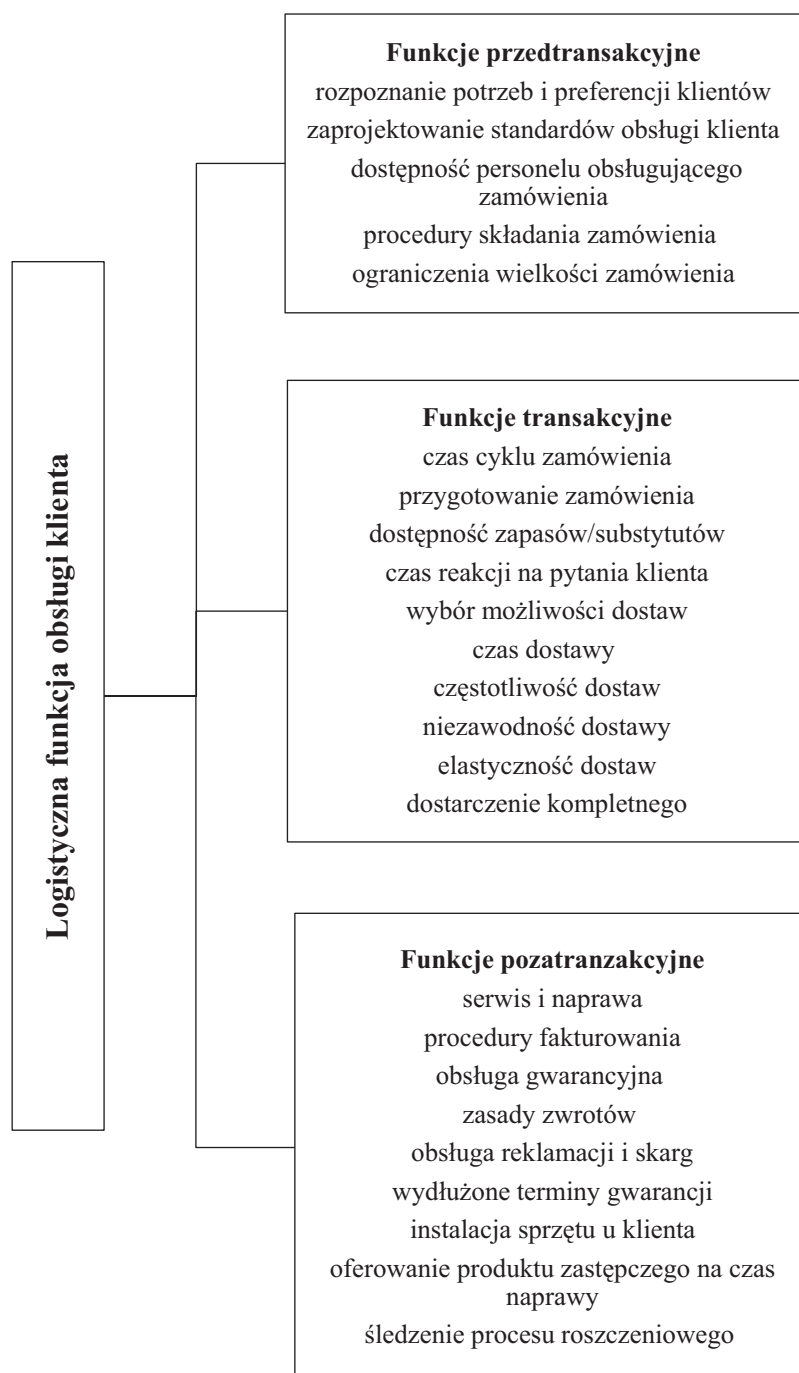 Logistyczna funkcja obsługi klienta
Funkcje przedtransakcyjne
rozpoznanie potrzeb i preferencji klientów
zaprojektowanie standardów obsługi klienta
dostępność personelu obsługującego
zamówienia
procedury składania zamówienia
ograniczenia wielkości zamówienia
Funkcje transakcyjne
czas cyklu zamówienia
przygotowanie zamówienia
dostępność zapasów/substytutów
czas reakcji na pytania klienta
wybór możliwości dostaw
czas dostawy
częstotliwość dostaw
niezawodność dostawy
elastyczność dostaw
dostarczenie kompletnego
Funkcje pozatranzakcyjne
serwis i naprawa
procedury fakturowania
obsługa gwarancyjna
zasady zwrotów
obsługa reklamacji i skarg
wydłużone terminy gwarancji
instalacja sprzętu u klienta
oferowanie produktu zastępczego na czas
naprawy
śledzenie procesu roszczeniowego